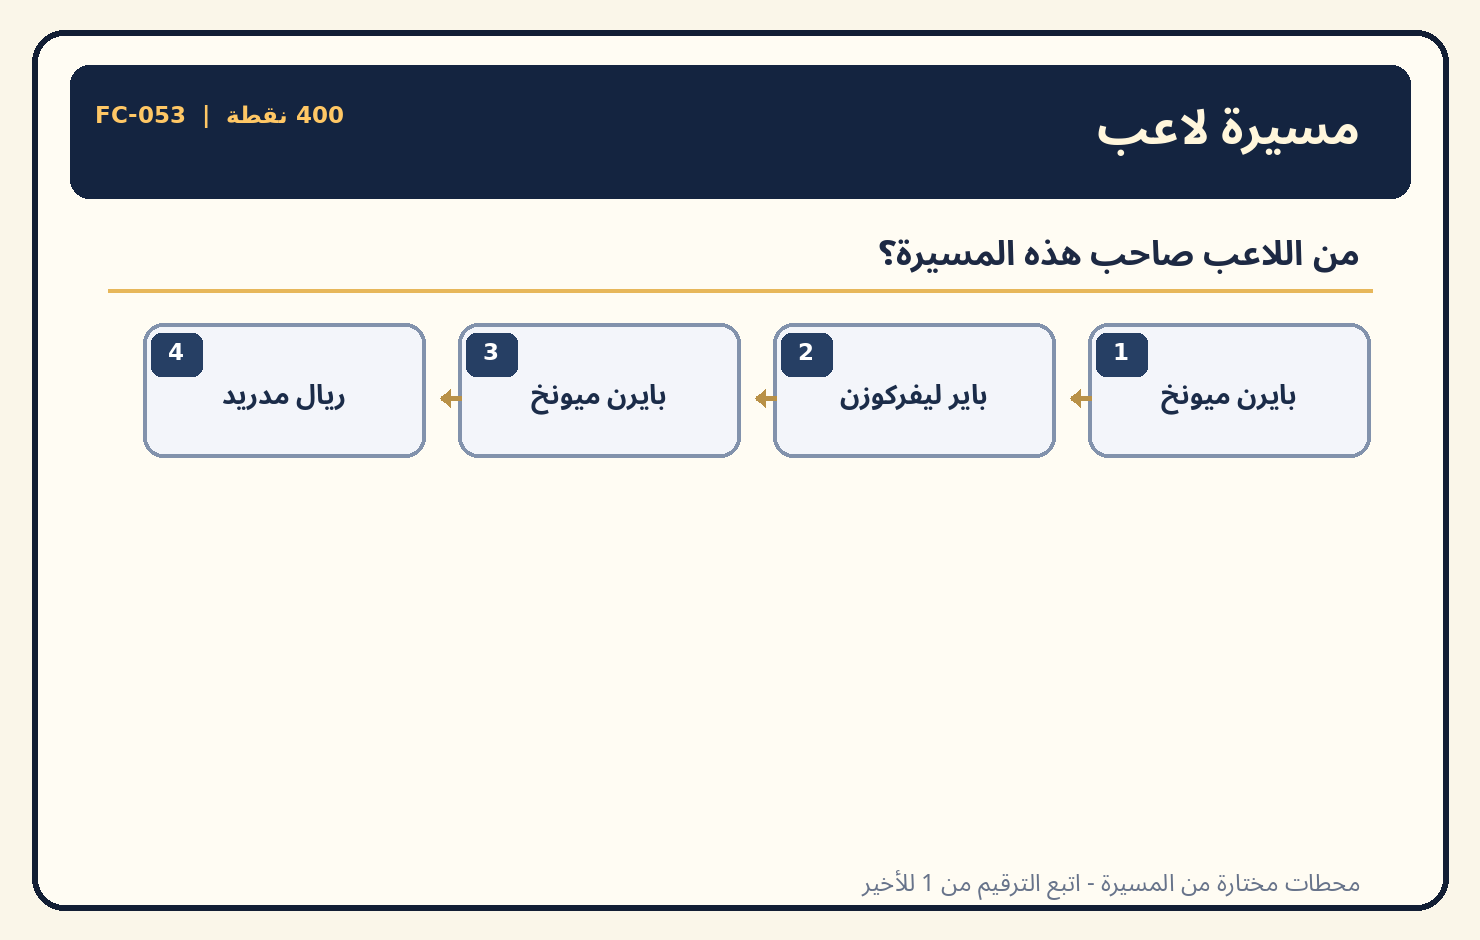 مسيرة لاعب
400 نقطة | FC-053
من اللاعب صاحب هذه المسيرة؟
1
بايرن ميونخ
2
باير ليفركوزن
3
بايرن ميونخ
4
ريال مدريد
محطات مختارة من المسيرة - اتبع الترقيم من 1 للأخير